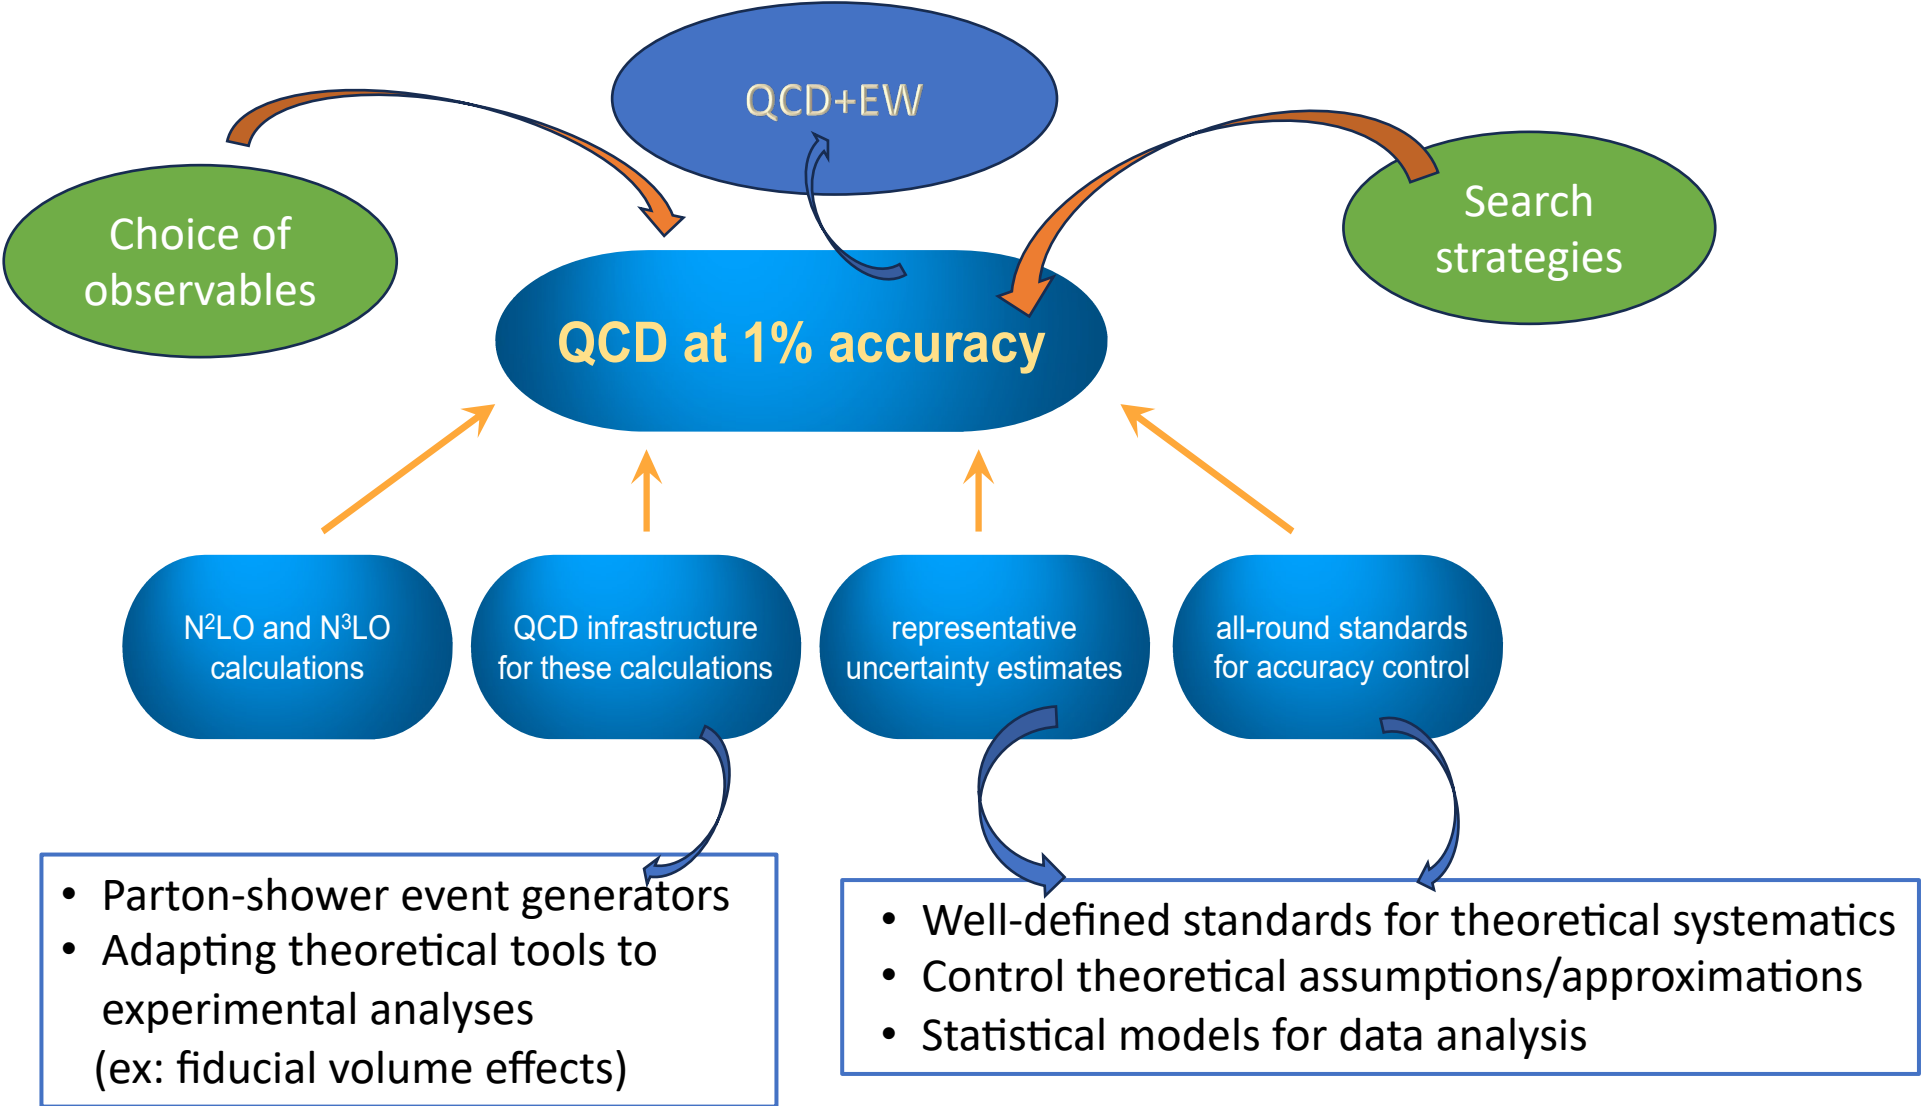 QCD+EW
Choice of
observables
Search
strategies
QCD at 1% accuracy
N²LO and N³LO
calculations
QCD infrastructure
for these calculations
representative
uncertainty estimates
all-round standards
for accuracy control
• Parton-shower event generators
• Adapting theoretical tools to
experimental analyses
(ex: fiducial volume effects)
• Well-defined standards for theoretical systematics
• Control theoretical assumptions/approximations
• Statistical models for data analysis